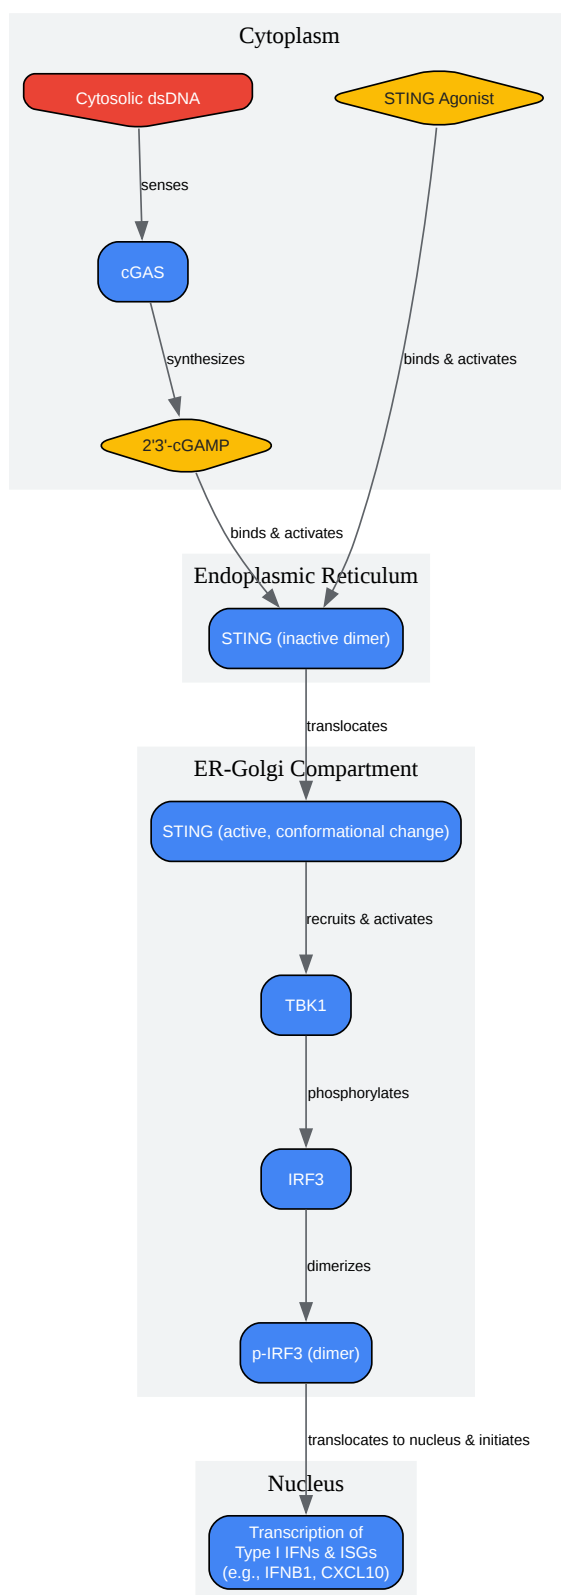 Cytoplasm
Cytosolic dsDNA
STING Agonist
senses
cGAS
synthesizes
binds & activates
2'3'-cGAMP
binds & activates
Endoplasmic Reticulum
STING (inactive dimer)
translocates
ER-Golgi Compartment
STING (active, conformational change)
recruits & activates
TBK1
phosphorylates
IRF3
dimerizes
p-IRF3 (dimer)
translocates to nucleus & initiates
Nucleus
Transcription of
Type I IFNs & ISGs
(e.g., IFNB1, CXCL10)